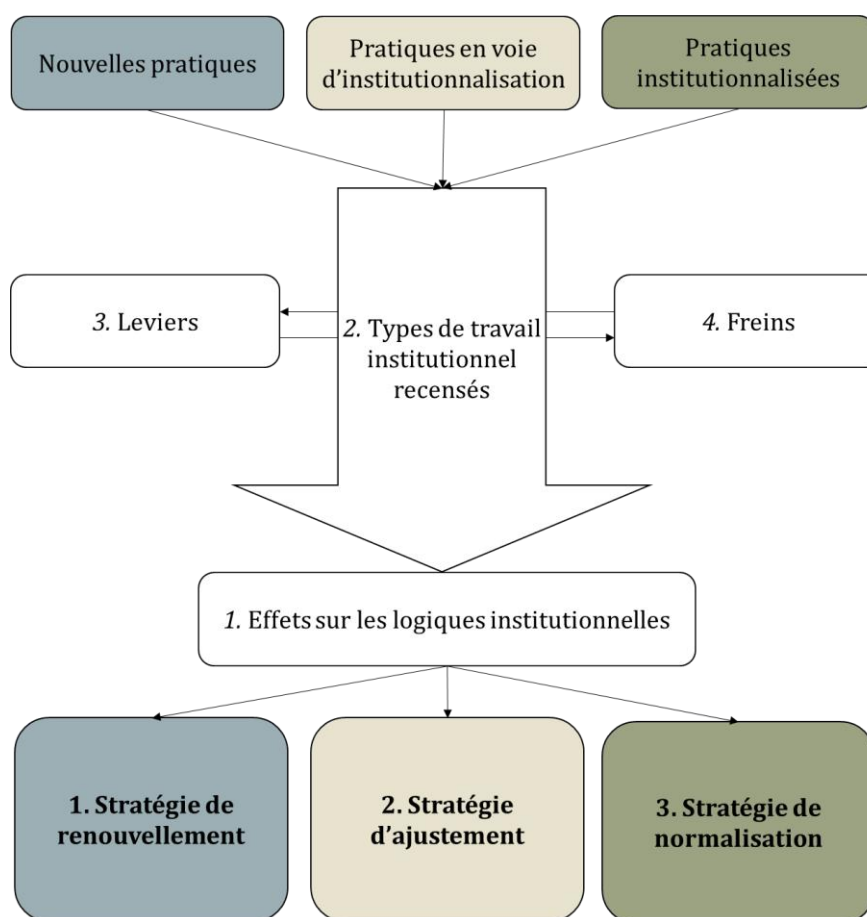 Nouvelles pratiques
Pratiques en voie
d'institutionnalisation
Pratiques
institutionnalisées
3. Leviers
2. Types de travail
institutionnel
recensés
4. Freins
1. Effets sur les logiques institutionnelles
1. Stratégie de
renouvellement
2. Stratégie
d'ajustement
3. Stratégie de
normalisation